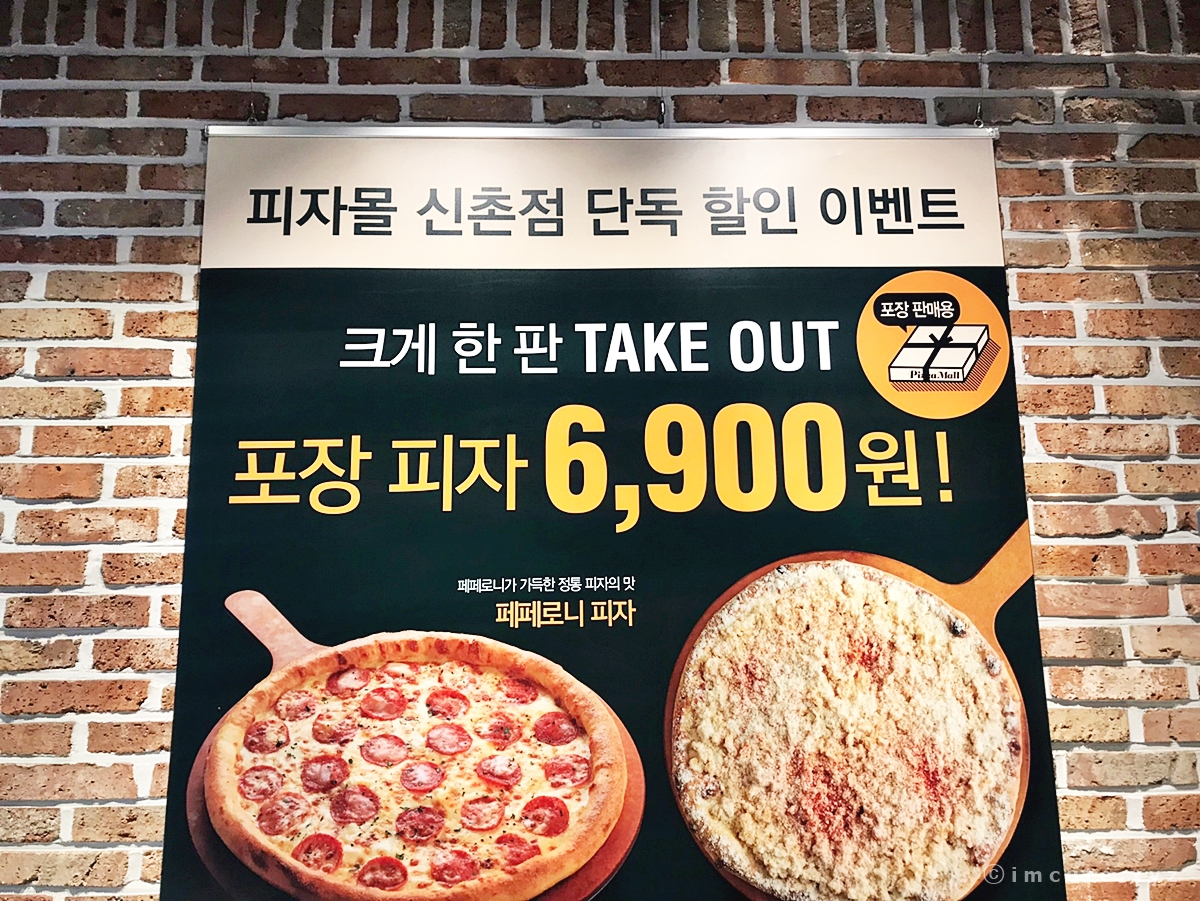 피자몰 신촌점 단독 할인 이벤트
크게 한 판 TAKE OUT
포장 판매용
Pizza Mall
포장 피자 6,900원!
페페로니가 가득한 정통 피자의 맛
페페로니 피자